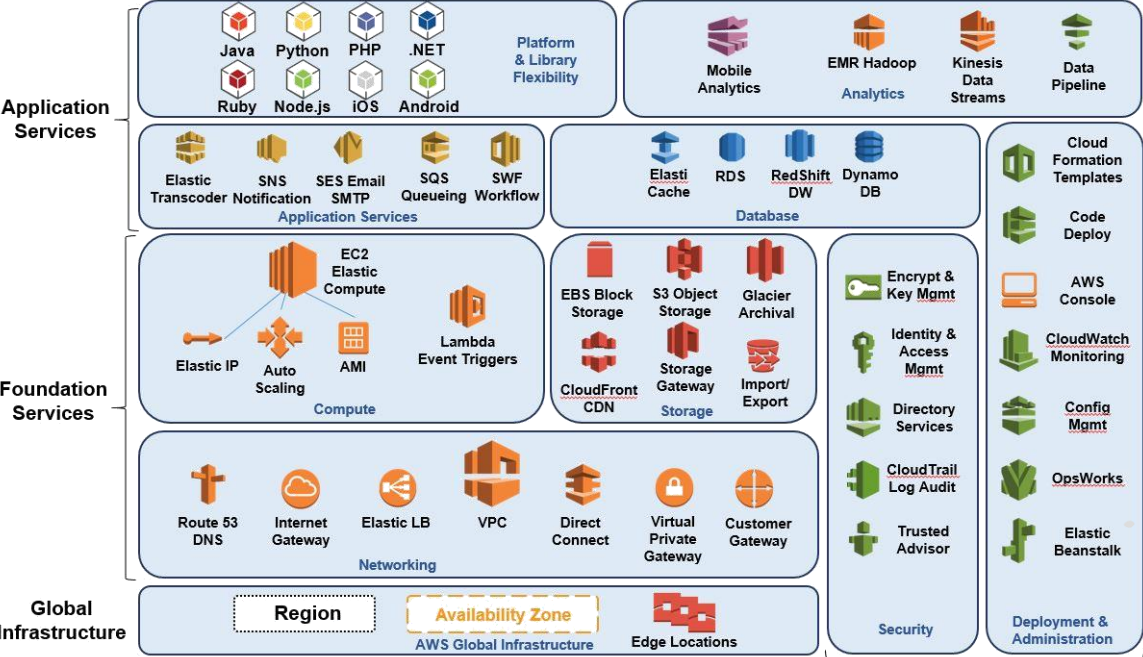 Application
Services
Java
Python
PHP
.NET
Ruby
Node.js
iOS
Android
Platform
& Library
Flexibility
Mobile
Analytics
EMR Hadoop
Kinesis
Data
Streams
Data
Pipeline
Analytics
Elastic
Transcoder
SNS
Notification
SES Email
SMTP
SQS
Queueing
SWF
Workflow
Application Services
Elasti
Cache
RDS
RedShift
DW
Dynamo
DB
Database
Cloud
Formation
Templates
Code
Deploy
AWS
Console
CloudWatch
Monitoring
Config
Mgmt
OpsWorks
Elastic
Beanstalk
Deployment &
Administration
Foundation
Services
EC2
Elastic
Compute
Elastic IP
Auto
Scaling
AMI
Lambda
Event Triggers
Compute
EBS Block
Storage
S3 Object
Storage
Glacier
Archival
CloudFront
CDN
Storage
Gateway
Import/
Export
Storage
Encrypt &
Key Mgmt
Identity &
Access
Mgmt
Directory
Services
CloudTrail
Log Audit
Trusted
Advisor
Security
Route 53
DNS
Internet
Gateway
Elastic LB
VPC
Direct
Connect
Virtual
Private
Gateway
Customer
Gateway
Networking
Global
Infrastructure
Region
Availability Zone
Edge Locations
AWS Global Infrastructure